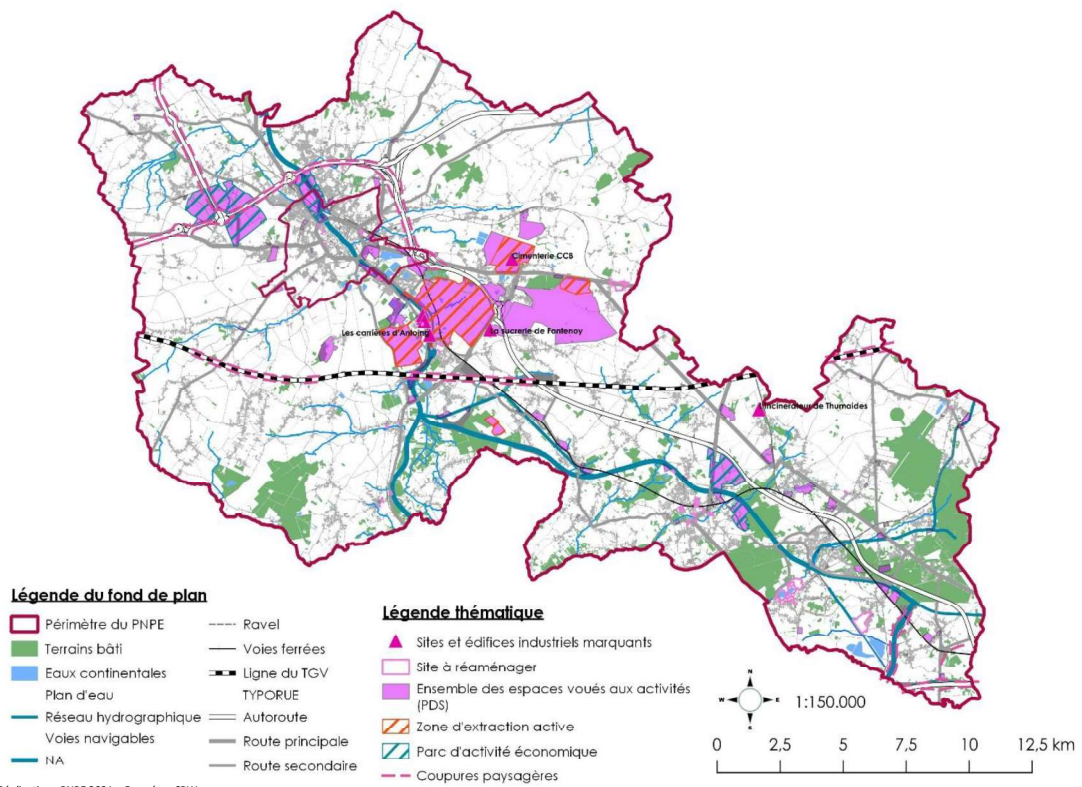 Cimenterie CCB
Les carrières d'Antoing
La sucrerie de Fontenoy
L'incinérateur de Thumaides
Légende du fond de plan
Périmètre du PNPE
Terrains bâti
Eaux continentales
Plan d'eau
Réseau hydrographique
Voies navigables
NA
Ravel
Voies ferrées
Ligne du TGV
TYPORUE
Autoroute
Route principale
Route secondaire
Légende thématique
Sites et édifices industriels marquants
Site à réaménager
Ensemble des espaces voués aux activités
(PDS)
Zone d'extraction active
Parc d'activité économique
Coupures paysagères
N
W E
S
1:150.000
0 2,5 5 7,5 10 12,5 km